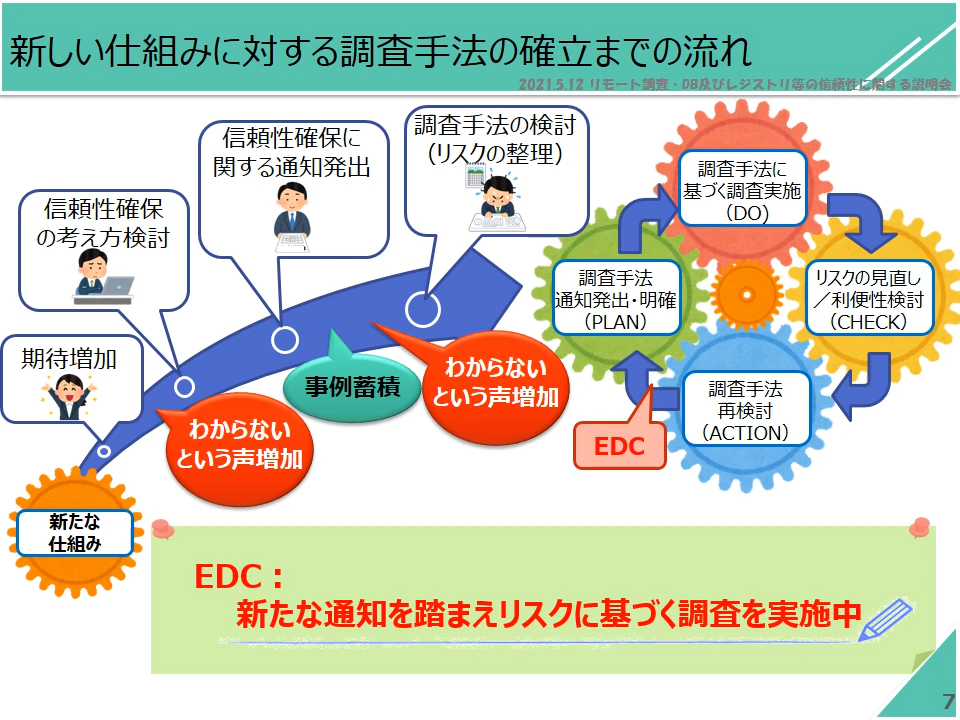 新しい仕組みに対する調査手法の確立までの流れ
2021.5.12 リモート調査・DB及びレジストリ等の信頼性に関する説明会
期待増加
信頼性確保
の考え方検討
信頼性確保に
関する通知発出
調査手法の検討
（リスクの整理）
新たな
仕組み
わからない
という声増加
事例蓄積
わからない
という声増加
調査手法に
基づく調査実施
（DO)
調査手法
通知発出・明確
（PLAN）
リスクの見直し
／利便性検討
（CHECK）
調査手法
再検討
（ACTION）
EDC
EDC：
新たな通知を踏まえリスクに基づく調査を実施中
7